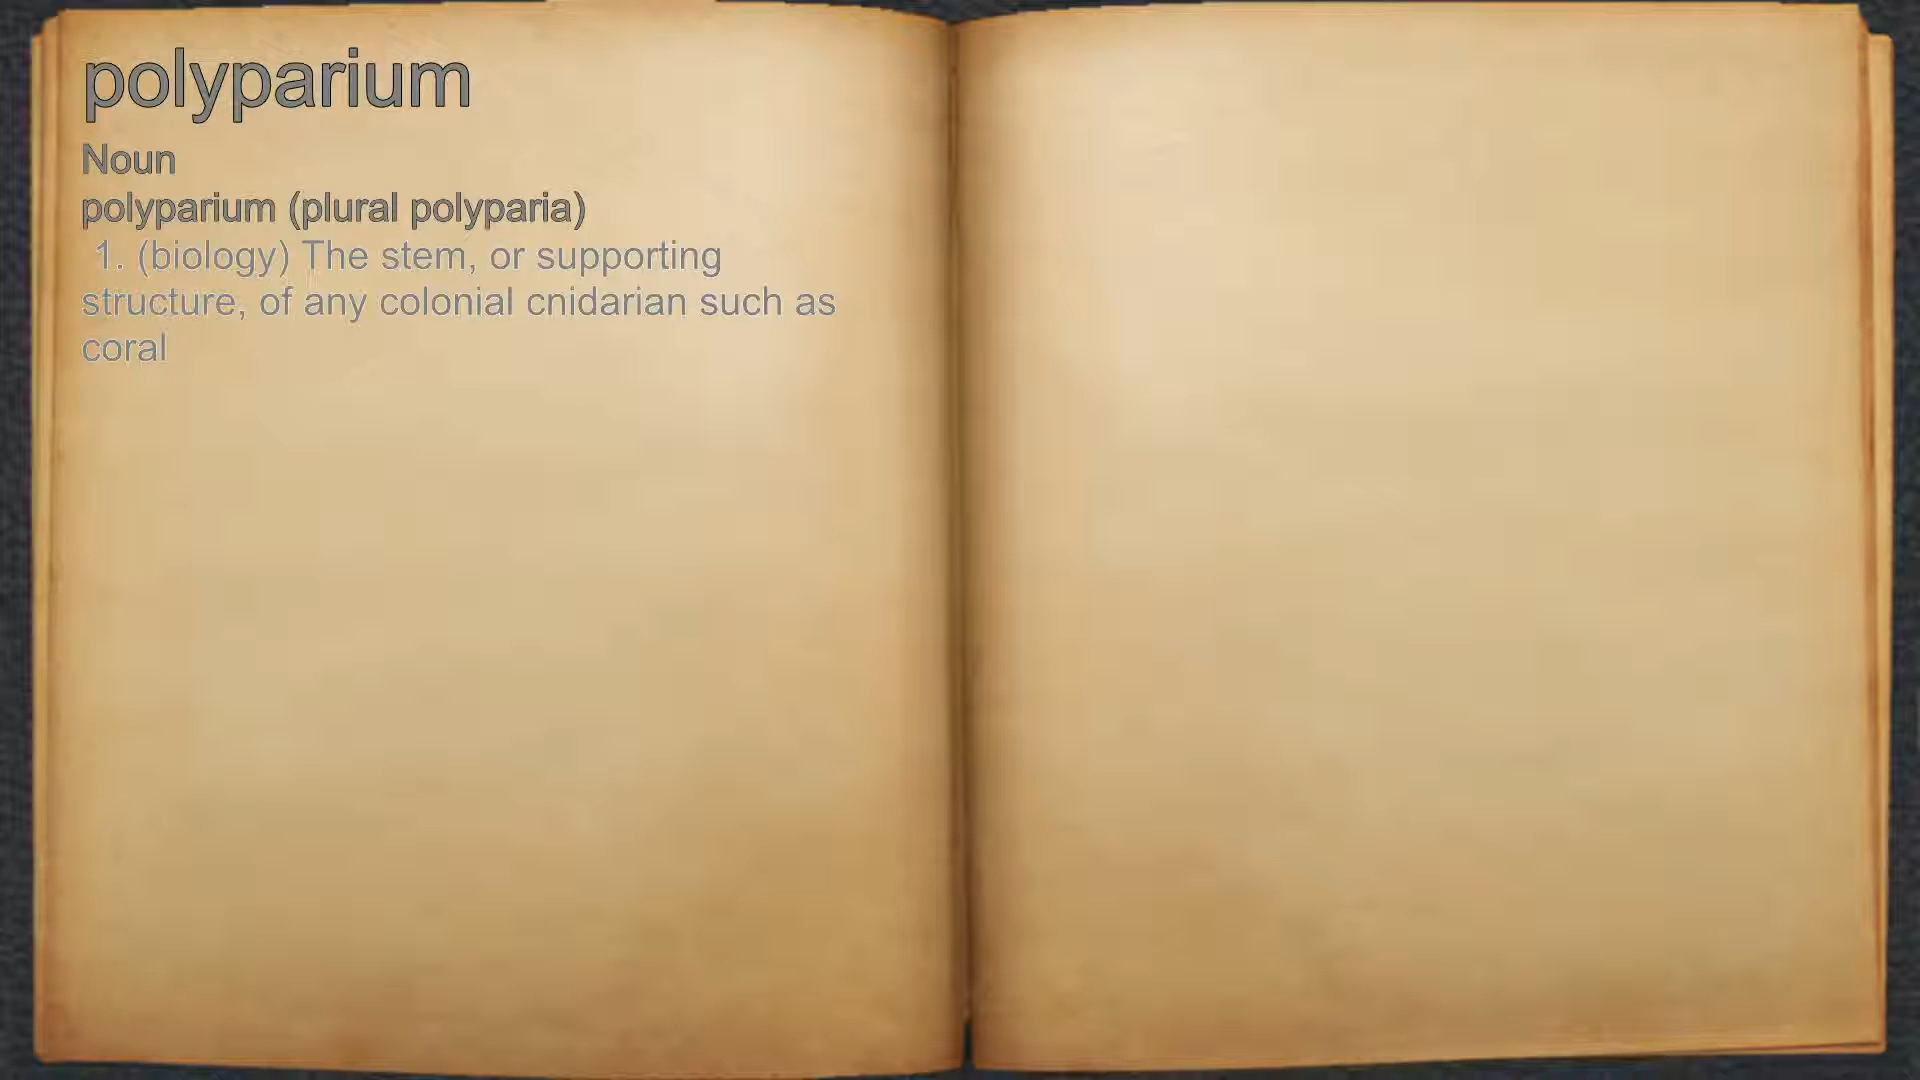 polyparium
Noun
polyparium (plural polyparia)
1. (biology) The stem, or supporting
structure, of any colonial cnidarian such as
coral